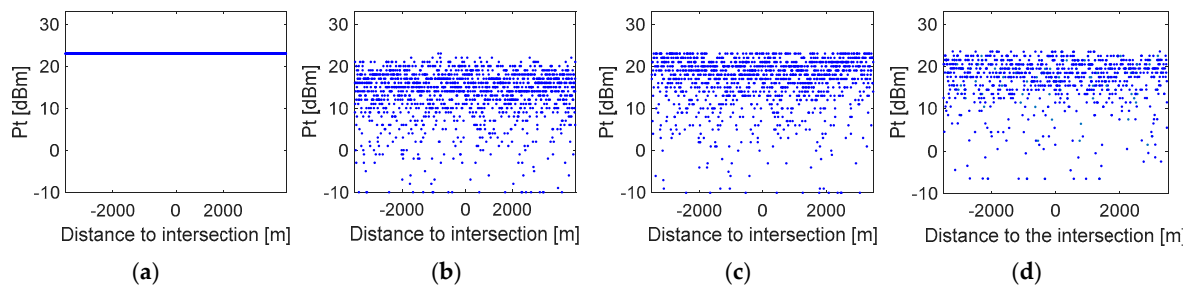 30
20
10
0
-10
Pt [dBm]
-2000 0 2000
Distance to intersection [m]
(a)
30
20
10
0
-10
Pt [dBm]
-2000 0 2000
Distance to intersection [m]
(b)
30
20
10
0
-10
Pt [dBm]
-2000 0 2000
Distance to intersection [m]
(c)
30
20
10
0
-10
Pt [dBm]
-2000 0 2000
Distance to the intersection [m]
(d)